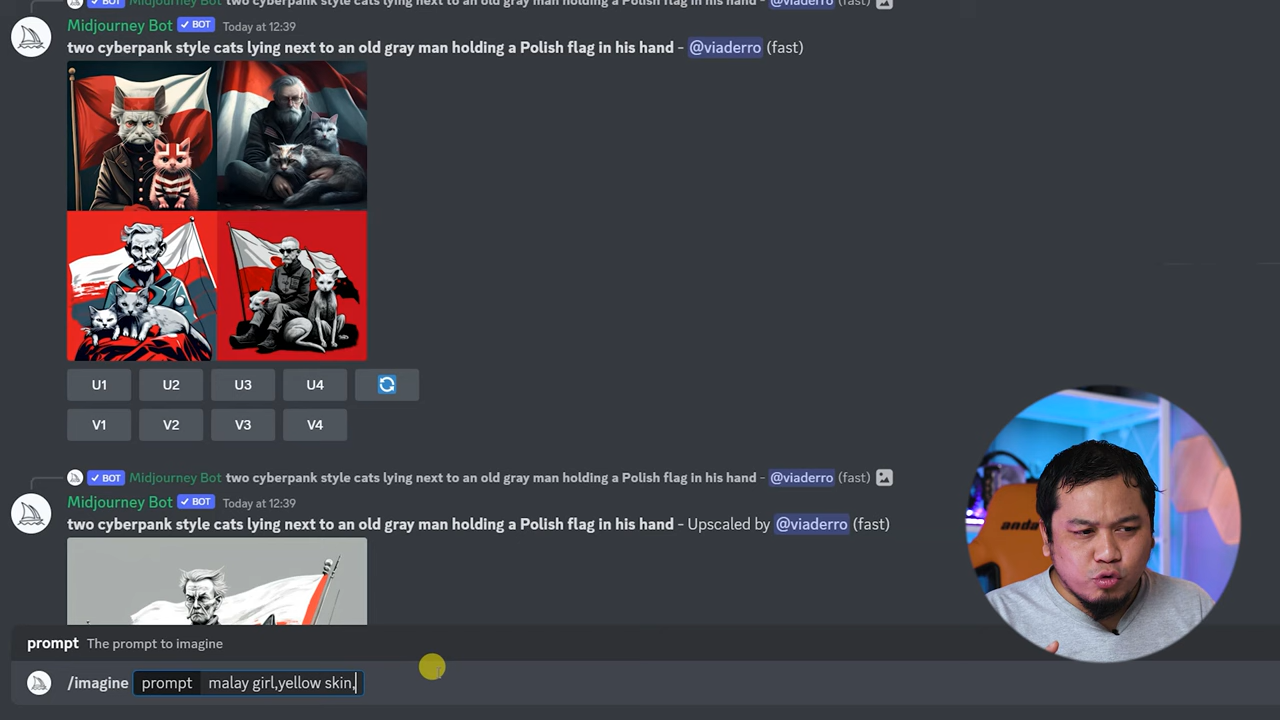 BOT Midjourney Bot two cyberpank style cats lying next to an old gray man holding a Polish flag in his hand - @viaderro (fast)
Midjourney Bot BOT Today at 12:39
two cyberpank style cats lying next to an old gray man holding a Polish flag in his hand - @viaderro (fast)
U1 U2 U3 U4
V1 V2 V3 V4
BOT Midjourney Bot two cyberpank style cats lying next to an old gray man holding a Polish flag in his hand - @viaderro (fast)
Midjourney Bot BOT Today at 12:39
two cyberpank style cats lying next to an old gray man holding a Polish flag in his hand - Upscaled by @viaderro (fast)
anda
prompt The prompt to imagine
/imagine prompt malay girl,yellow skin,